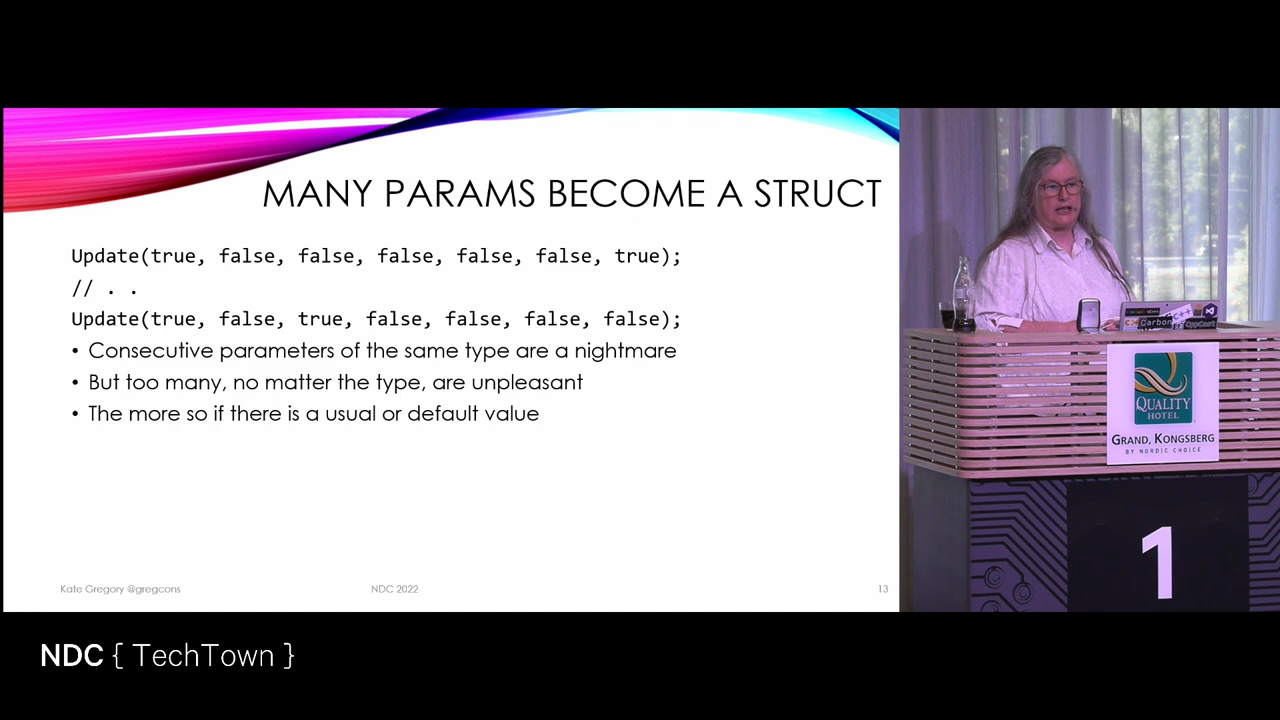 MANY PARAMS BECOME A STRUCT
Update(true, false, false, false, false, false, true);
// . .
Update(true, false, true, false, false, false, false);
• Consecutive parameters of the same type are a nightmare
• But too many, no matter the type, are unpleasant
• The more so if there is a usual or default value
Kate Gregory @gregcons
NDC 2022
13
Carbon
CppCast
QUALITY
HOTEL
GRAND, KONGSBERG
BY NORDIC CHOICE
1
NDC { TechTown }